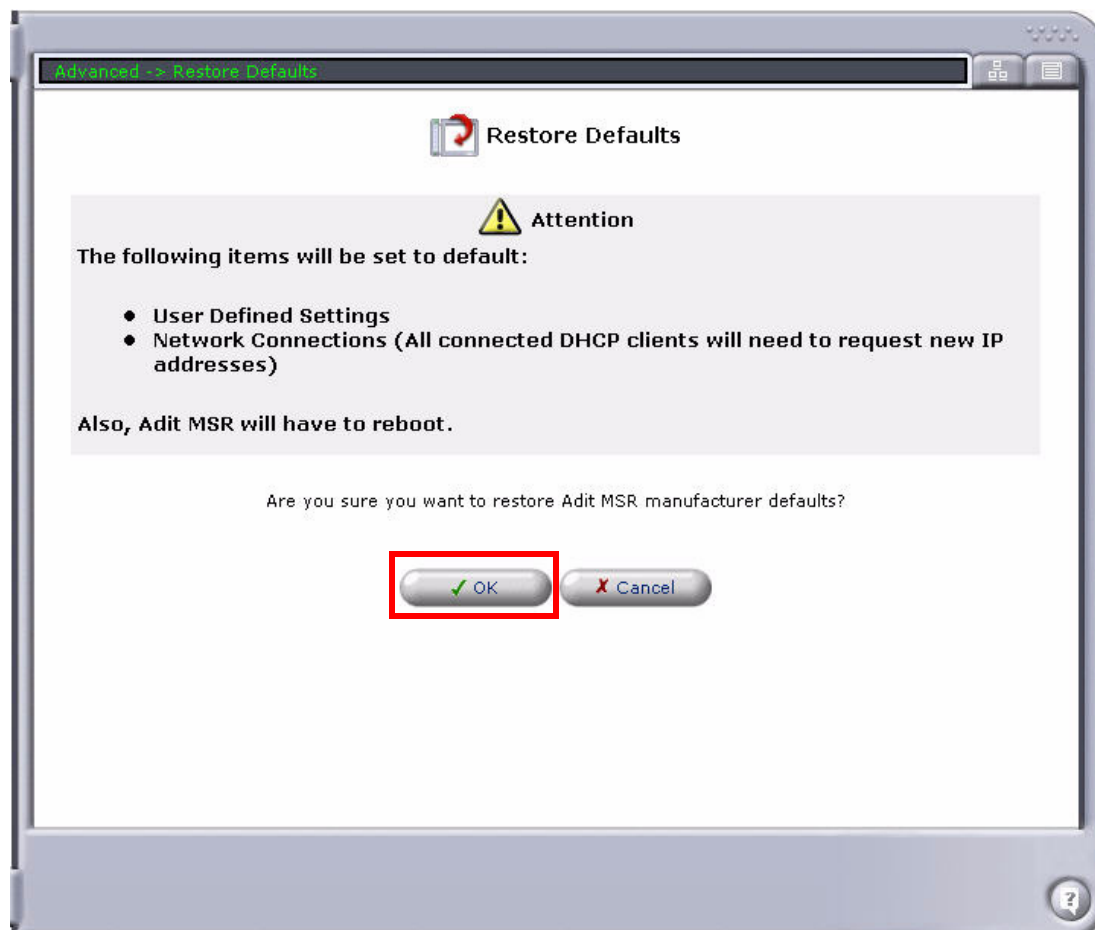 Advanced -> Restore Defaults
Restore Defaults
Attention
The following items will be set to default:
● User Defined Settings
● Network Connections (All connected DHCP clients will need to request new IP
addresses)
Also, Adit MSR will have to reboot.
Are you sure you want to restore Adit MSR manufacturer defaults?
✓ OK ✗ Cancel
?